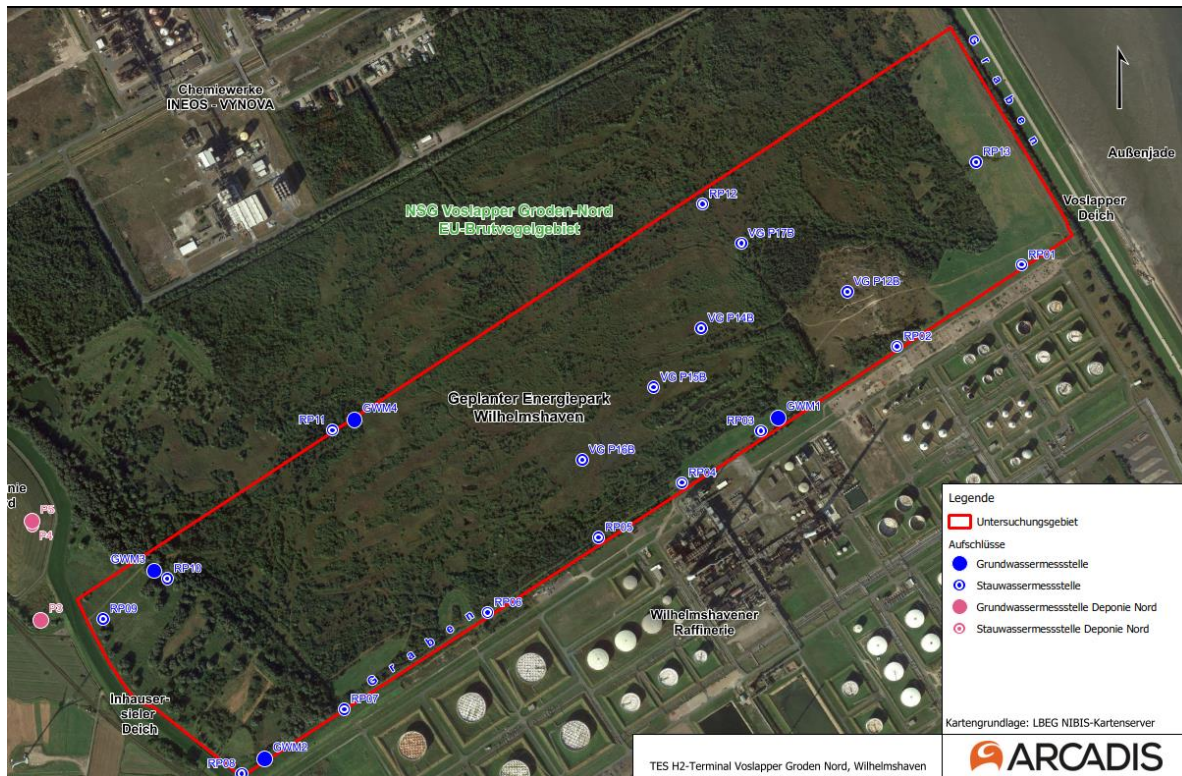 Chemiewerke
INEOS - VYNOVA
Graben
Außenjade
RP13
Voslapper
Deich
RP12
NSG Voslapper Groden-Nord
EU-Brutvogelgebiet
VG P17B
RP01
VG P12B
VG P14B
RP02
VG P15B
Geplanter Energiepark
Wilhelmshaven
GWM4
RP11
GWM1
RP03
VG P16B
RP04
nie
d
P5
P4
RP05
GWM3
RP10
P3
RP09
RP06
Graben
Wilhelmshavener
Raffinerie
Inhauser-
sieler
Deich
RP07
GWM2
RP08
Legende
Untersuchungsgebiet
Aufschlüsse
Grundwassermessstelle
Stauwassermessstelle
Grundwassermessstelle Deponie Nord
Stauwassermessstelle Deponie Nord
Kartengrundlage: LBEG NIBIS-Kartenserver
TES H2-Terminal Voslapper Groden Nord, Wilhelmshaven
ARCADIS